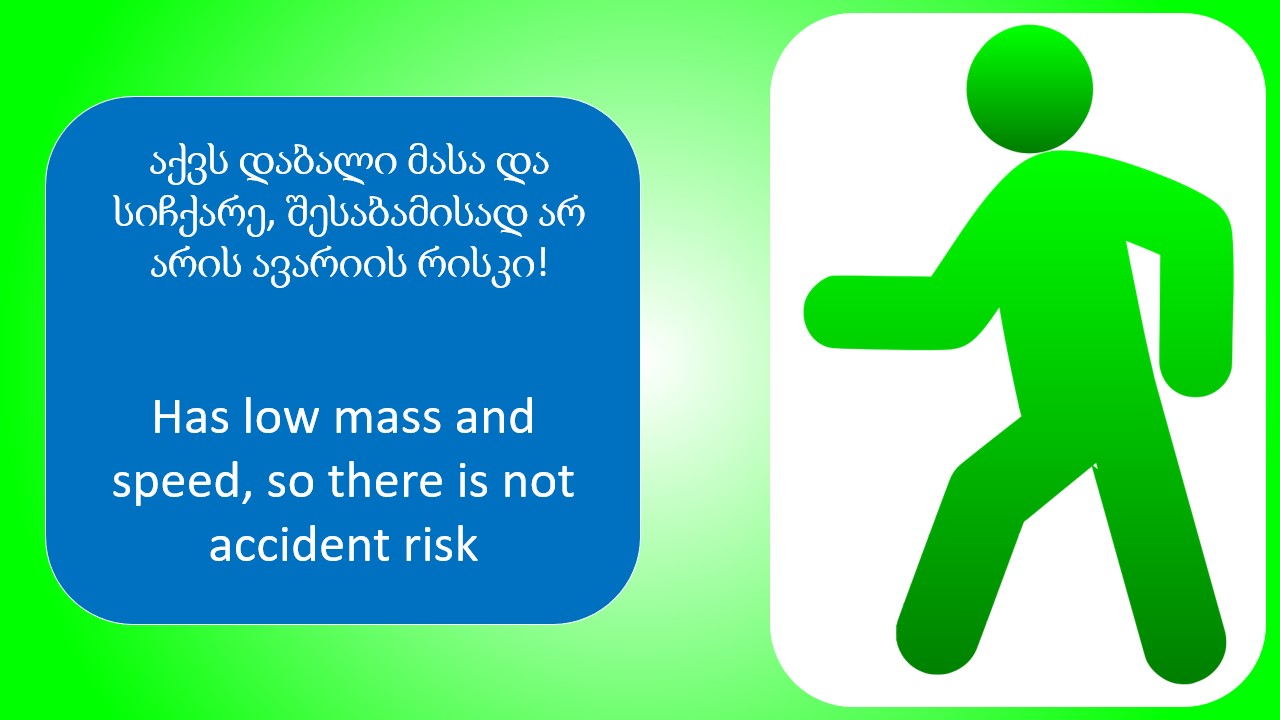 აქვს დაბალი მასა და
სიჩქარე, შესაბამისად არ
არის ავარიის რისკი!
Has low mass and
speed, so there is not
accident risk